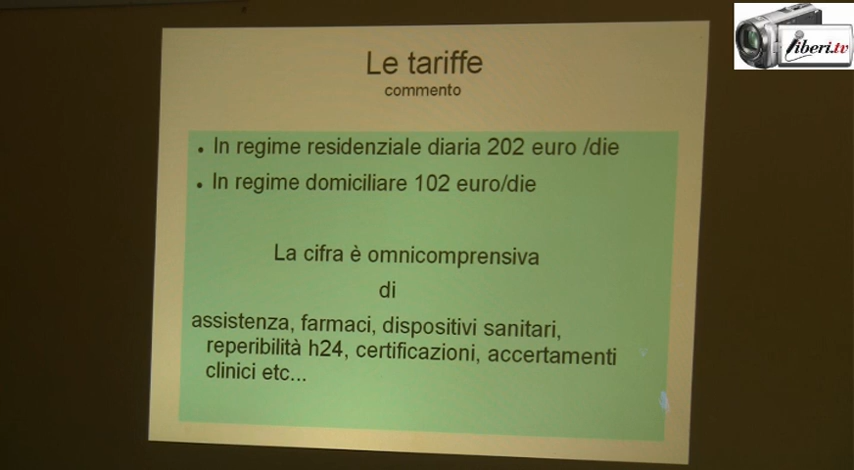 Le tariffe
commento
• In regime residenziale diaria 202 euro /die
• In regime domiciliare 102 euro/die
La cifra è omnicomprensiva
di
assistenza, farmaci, dispositivi sanitari,
reperibilità h24, certificazioni, accertamenti
clinici etc...
liberi.tv